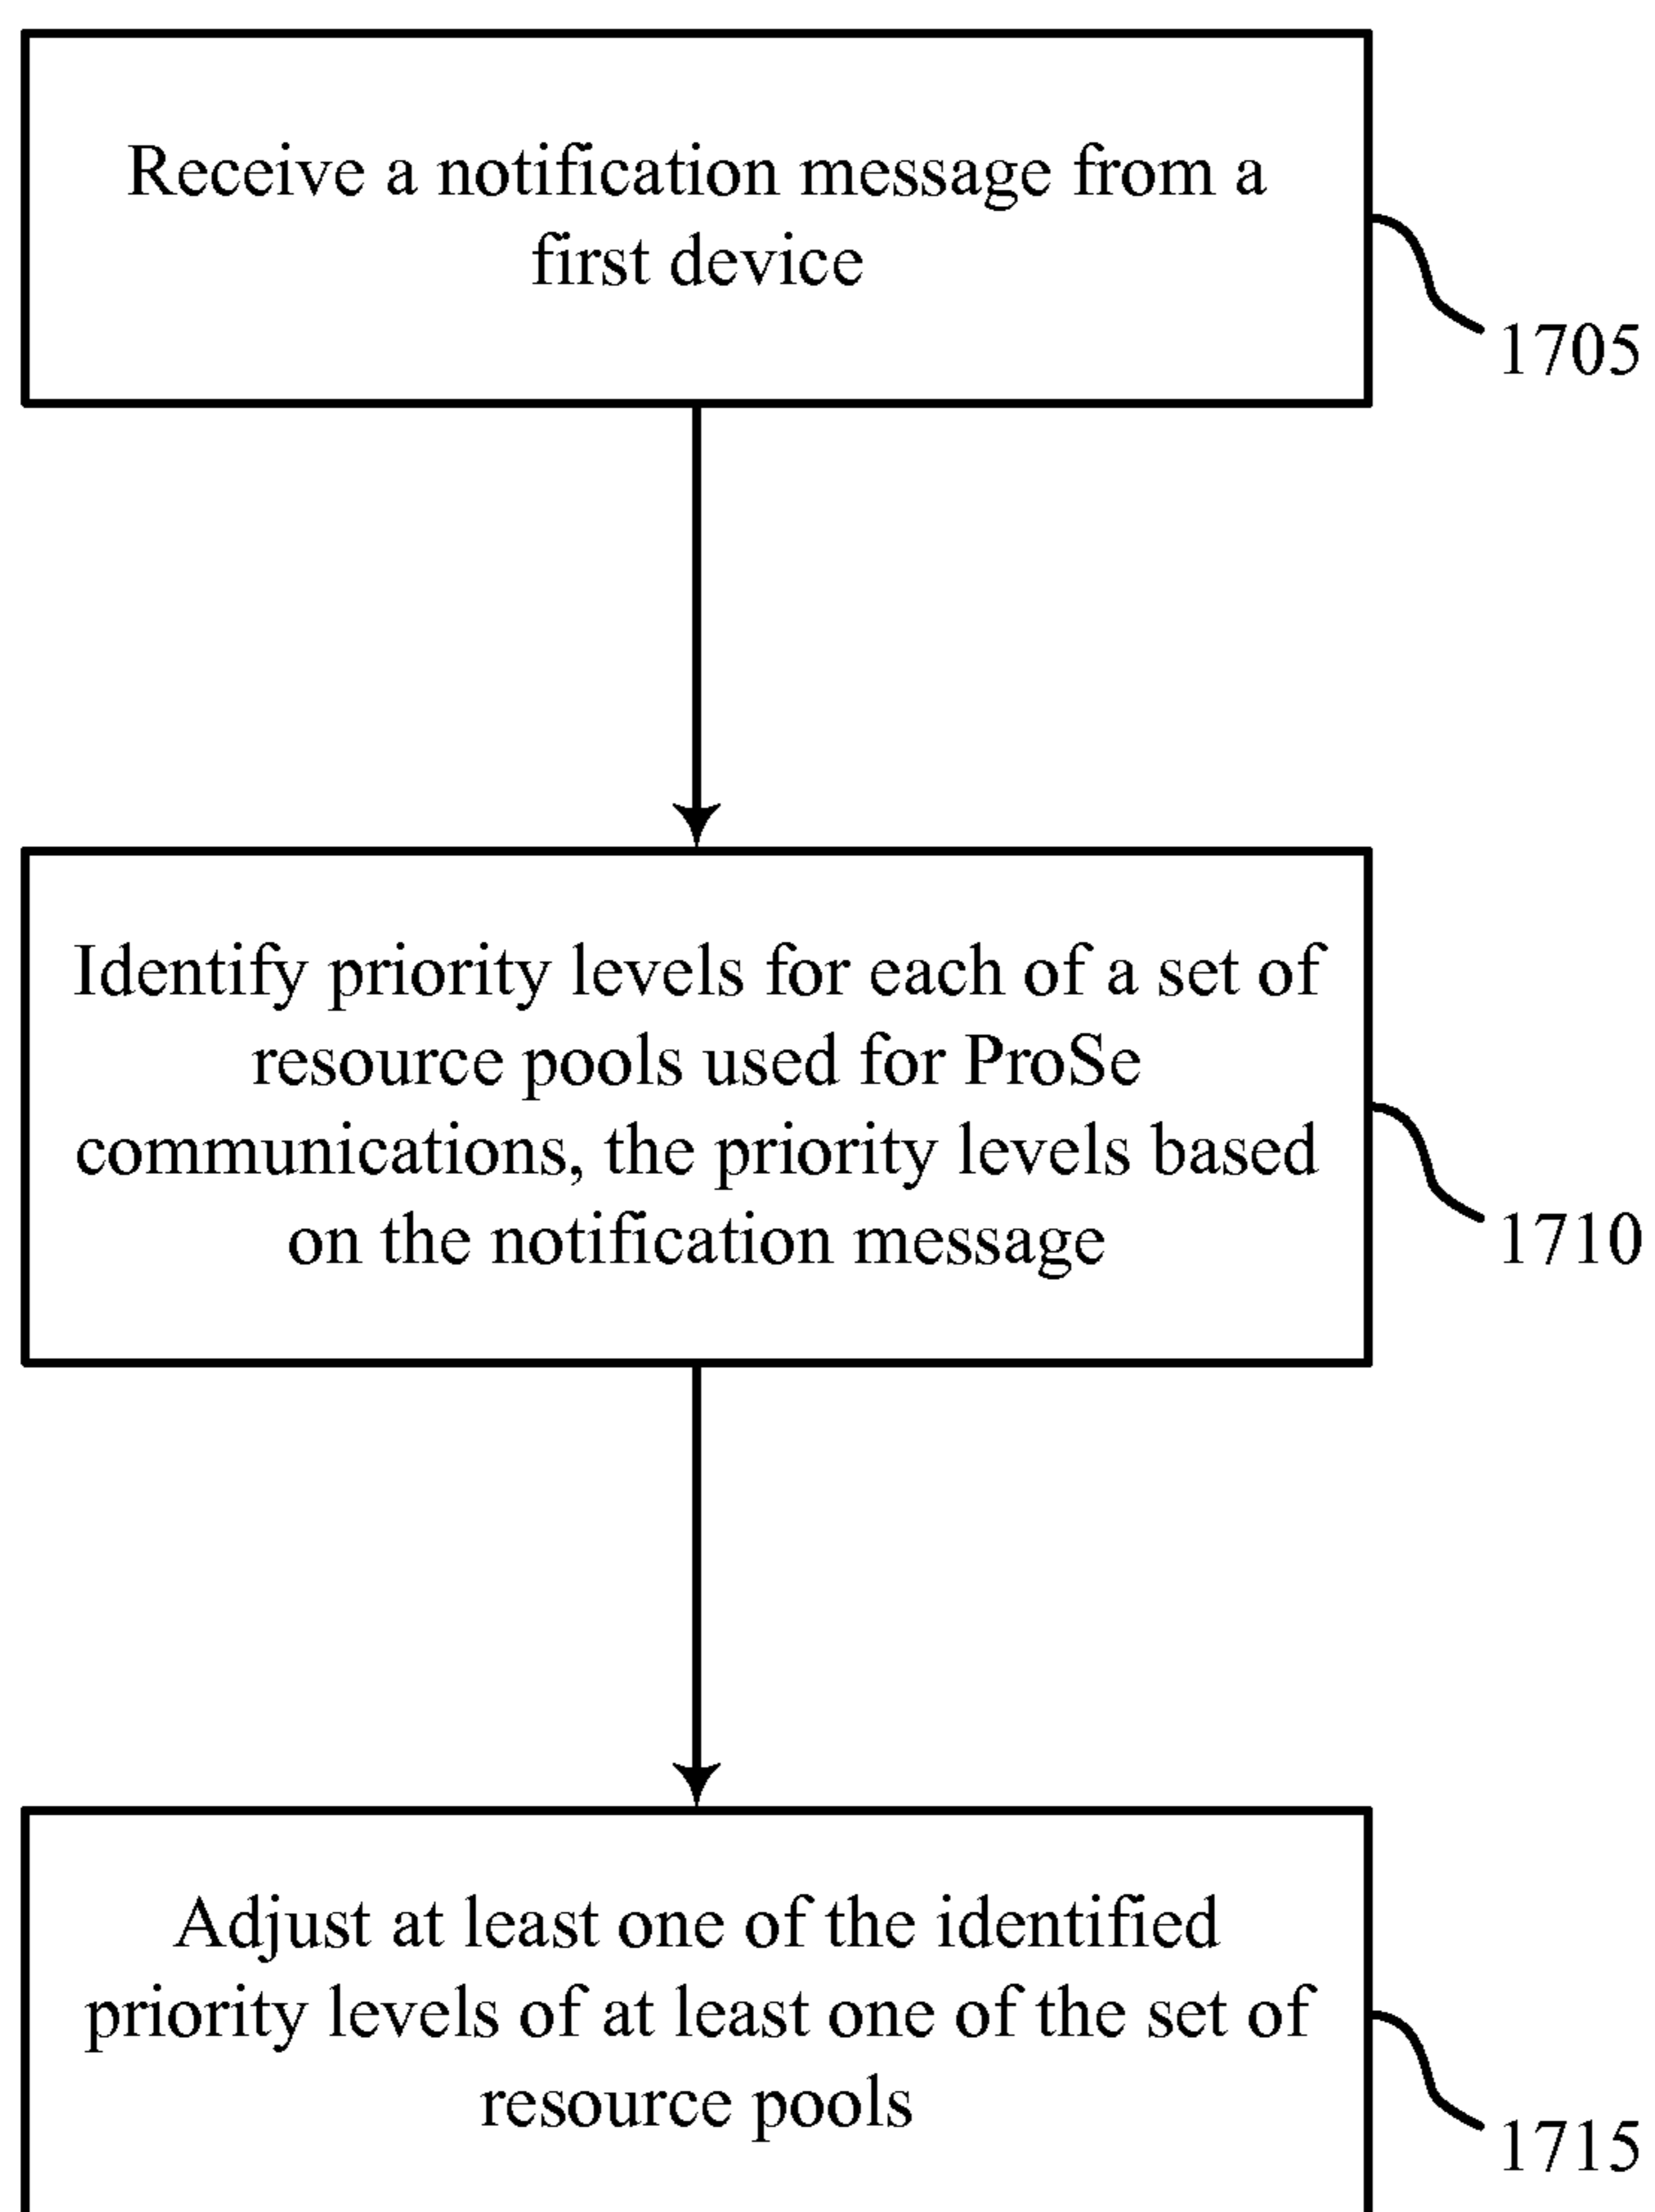 Receive a notification message from a
first device
1705
Identify priority levels for each of a set of
resource pools used for ProSe
communications, the priority levels based
on the notification message
1710
Adjust at least one of the identified
priority levels of at least one of the set of
resource pools
1715